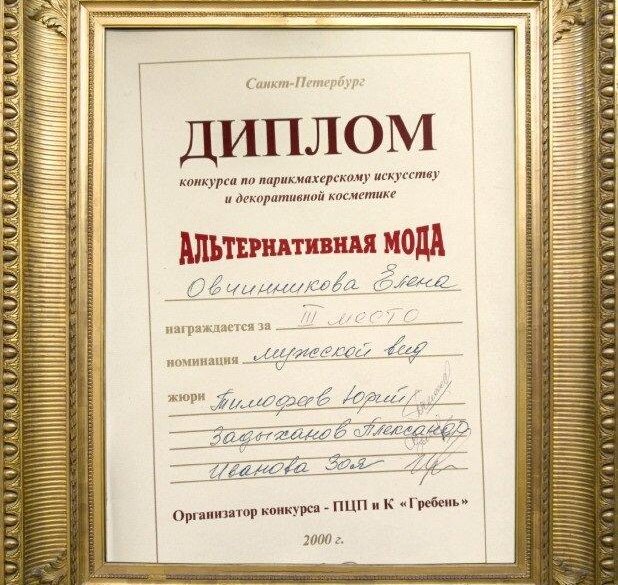 Санкт-Петербург
ДИПЛОМ
конкурса по парикмахерскому искусству
и декоративной косметике
АЛЬТЕРНАТИВНАЯ МОДА
Овчинникова Елена
награждается за III место
номинация мужской вид
жюри Тимофеев Юрий
Задыханов Александр
Иванова Зоя
Организатор конкурса - ПЦП и К «Гребень»
2000 г.